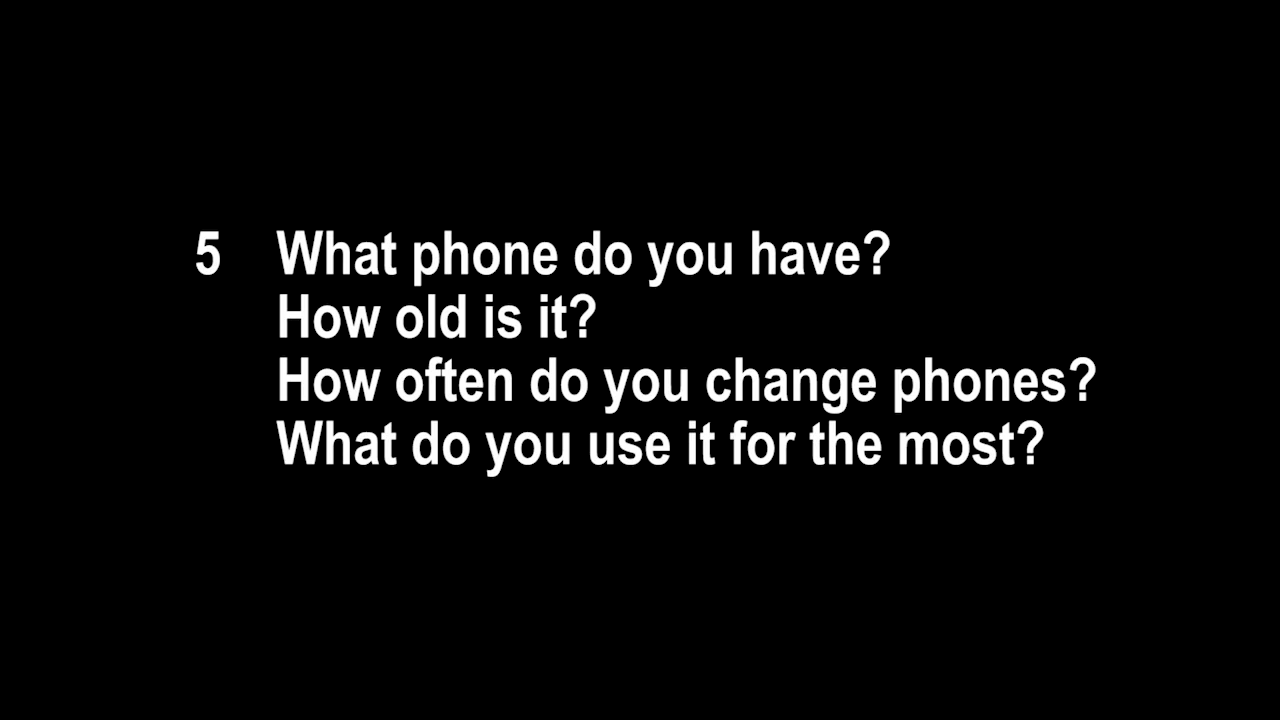 5 What phone do you have?
How old is it?
How often do you change phones?
What do you use it for the most?